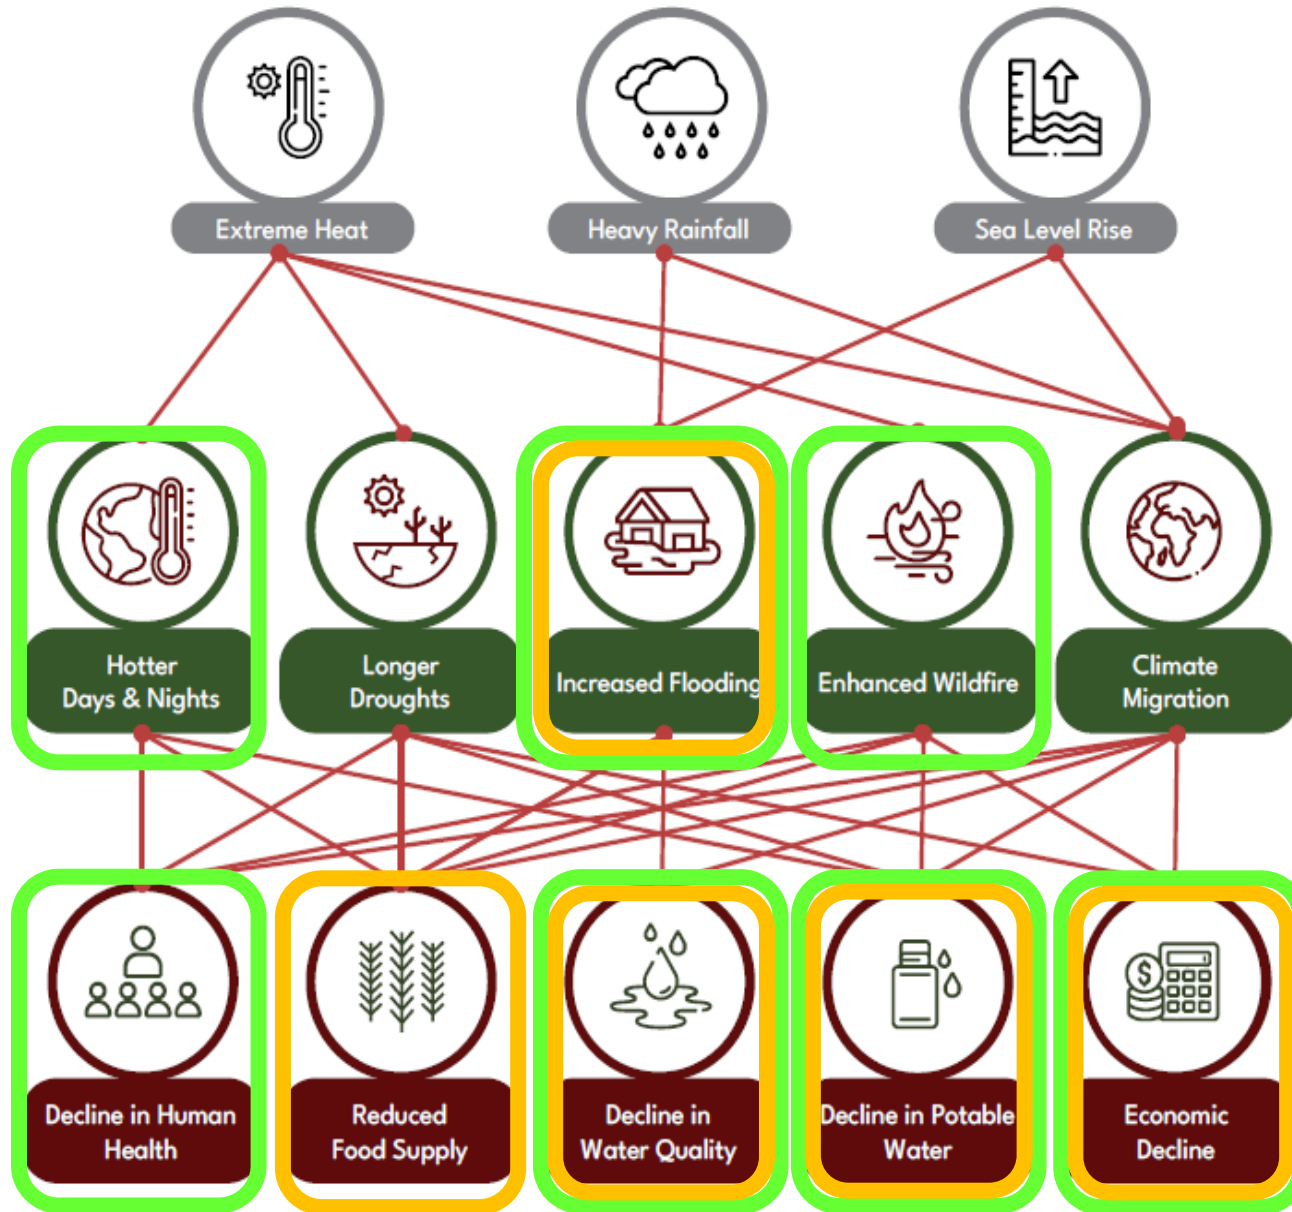 Extreme Heat
Heavy Rainfall
Sea Level Rise
Hotter
Days & Nights
Longer
Droughts
Increased Flooding
Enhanced Wildfire
Climate
Migration
Decline in Human
Health
Reduced
Food Supply
Decline in
Water Quality
Decline in Potable
Water
$
Economic
Decline